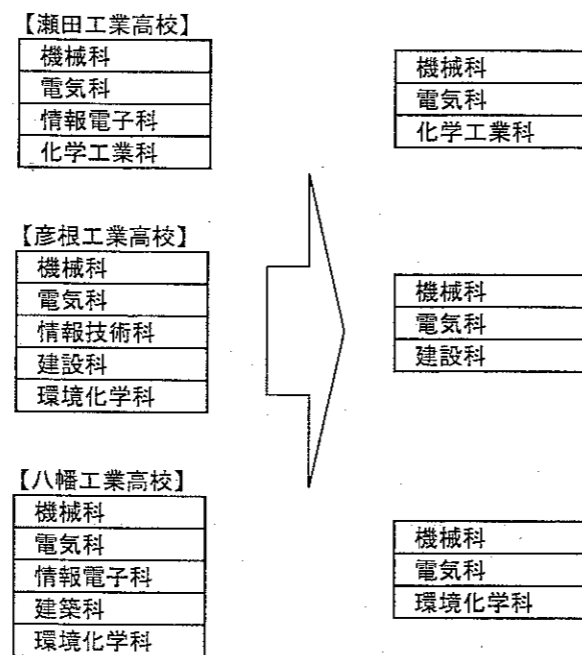 【瀬田工業高校】
機械科
電気科
情報電子科
化学工業科
機械科
電気科
化学工業科
【彦根工業高校】
機械科
電気科
情報技術科
建設科
環境化学科
機械科
電気科
建設科
【八幡工業高校】
機械科
電気科
情報電子科
建築科
環境化学科
機械科
電気科
環境化学科